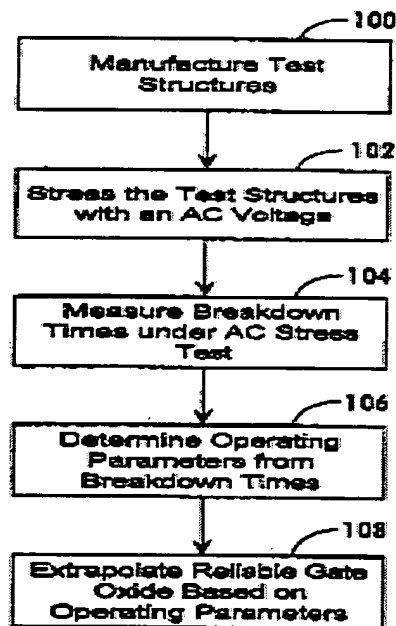 100
Manufacture Test
Structures
102
Stress the Test Structures
with an AC Voltage
104
Measure Breakdown
Times under AC Stress
Test
106
Determine Operating
Parameters from
Breakdown Times
108
Extrapolate Reliable Gate
Oxide Based on
Operating Parameters